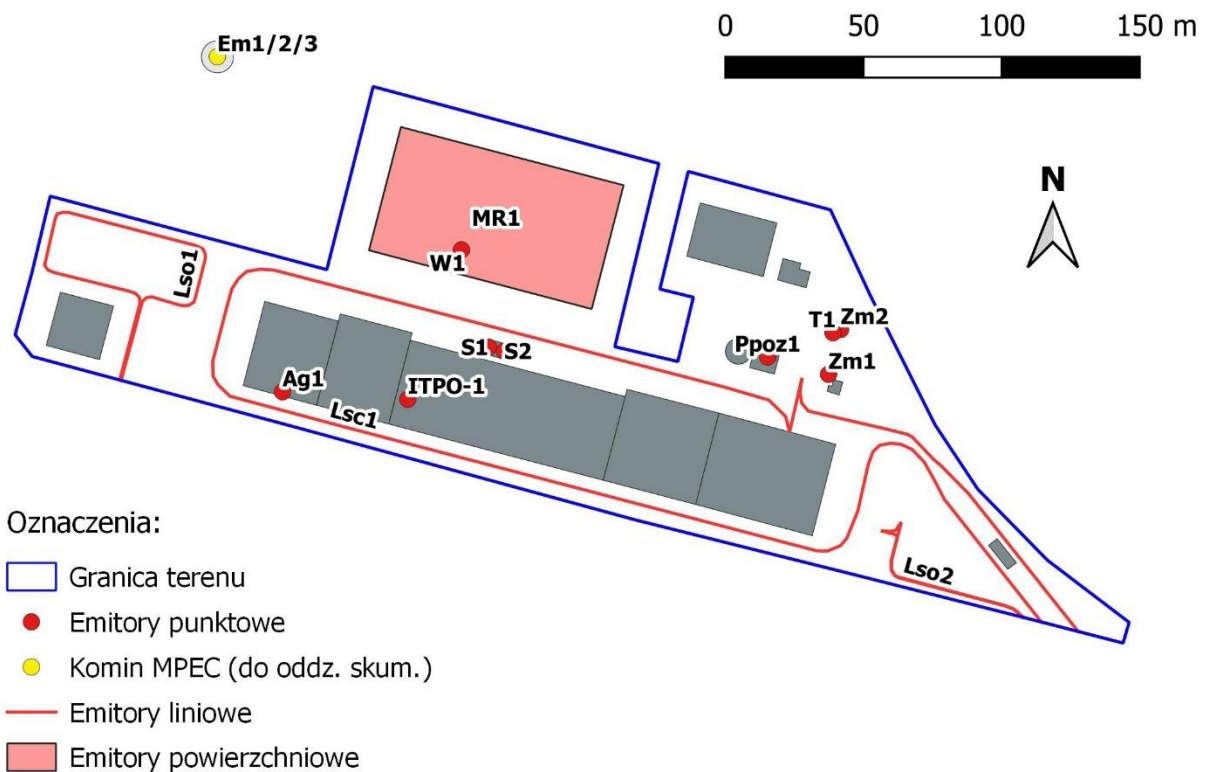 0 50 100 150 m
Em1/2/3
N
MR1
W1
Lso1
T1 Zm2
S1 S2
Ppoz1
Zm1
Ag1
ITPO-1
Lsc1
Lso2
Oznaczenia:
Granica terenu
Emitory punktowe
Komin MPEC (do oddz. skum.)
Emitory liniowe
Emitory powierzchniowe